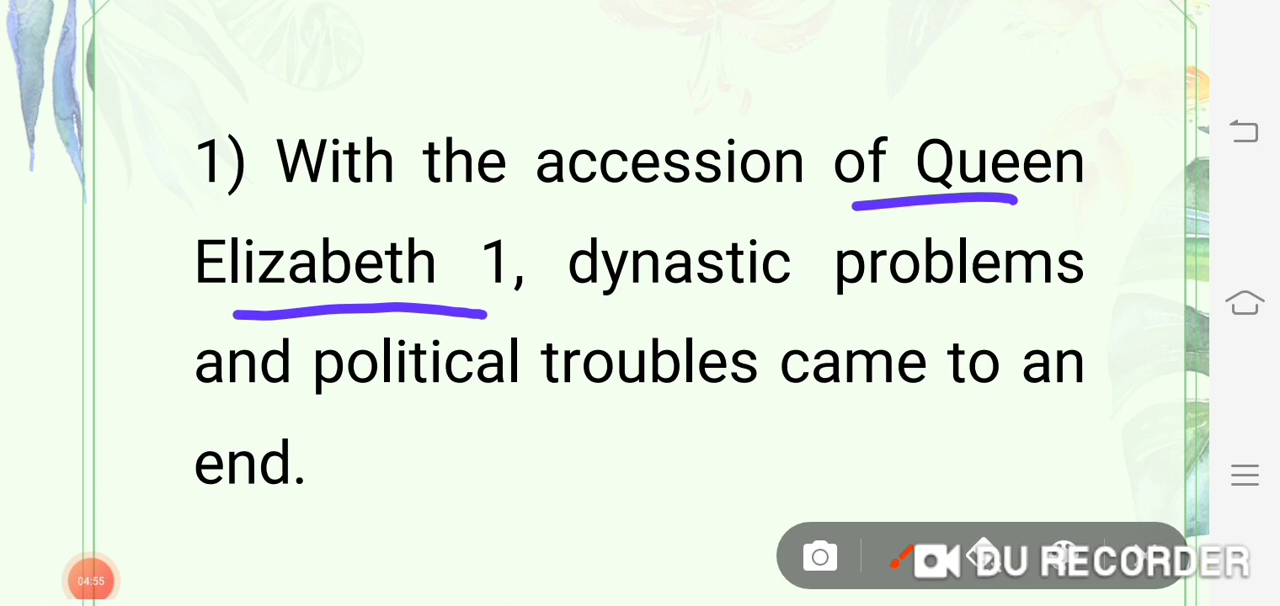 1) With the accession of Queen
Elizabeth 1, dynastic problems
and political troubles came to an
end.
04:55
DU RECORDER